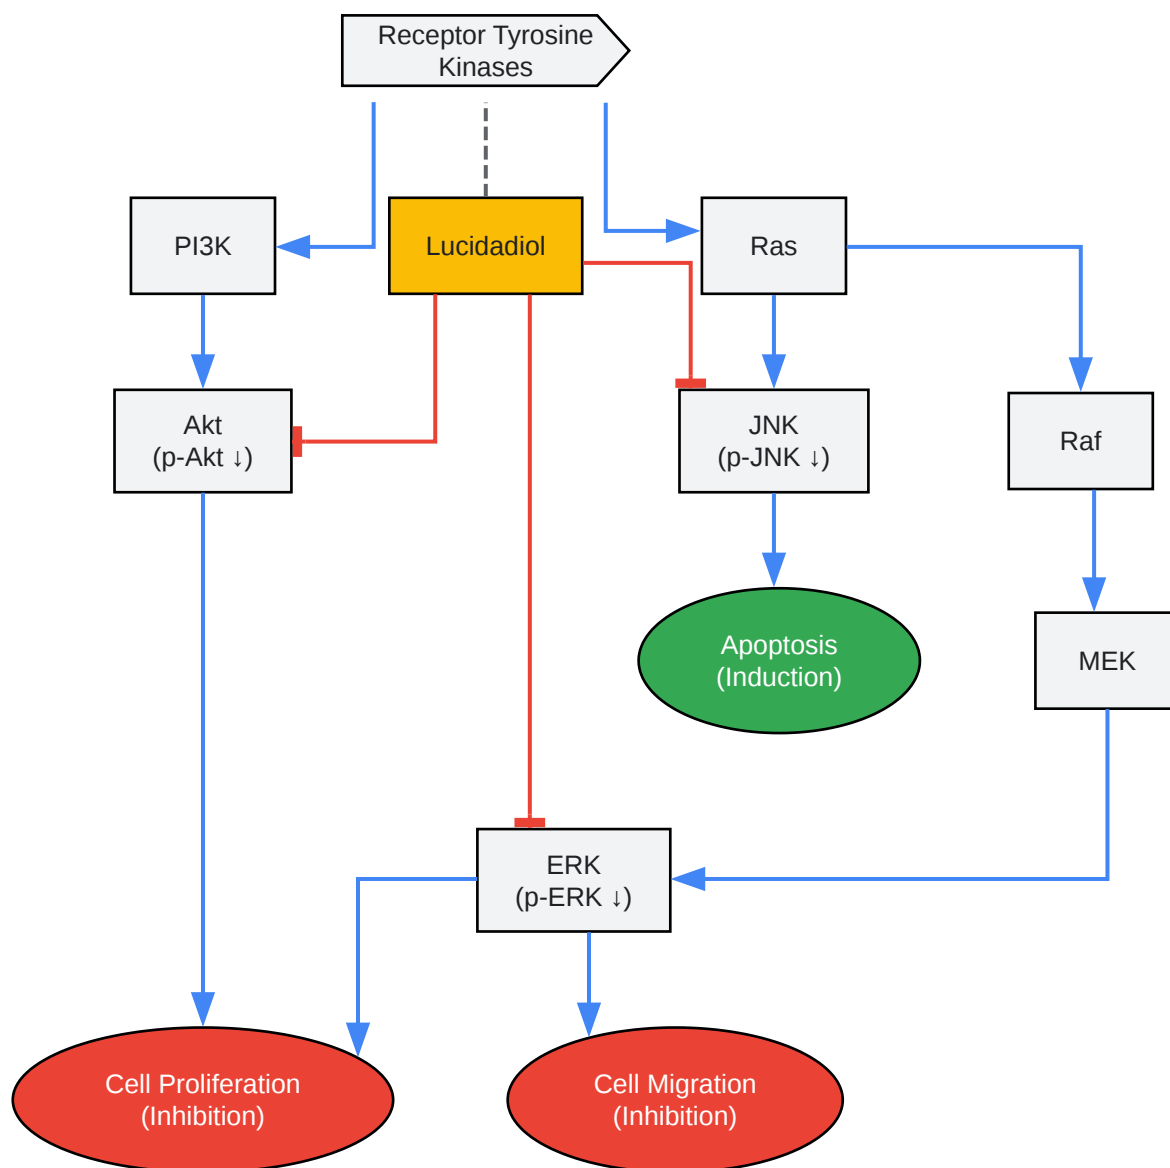 Receptor Tyrosine
Kinases
PI3K
Lucidadiol
Ras
Akt
(p-Akt ↓)
JNK
(p-JNK ↓)
Raf
Apoptosis
(Induction)
MEK
ERK
(p-ERK ↓)
Cell Proliferation
(Inhibition)
Cell Migration
(Inhibition)